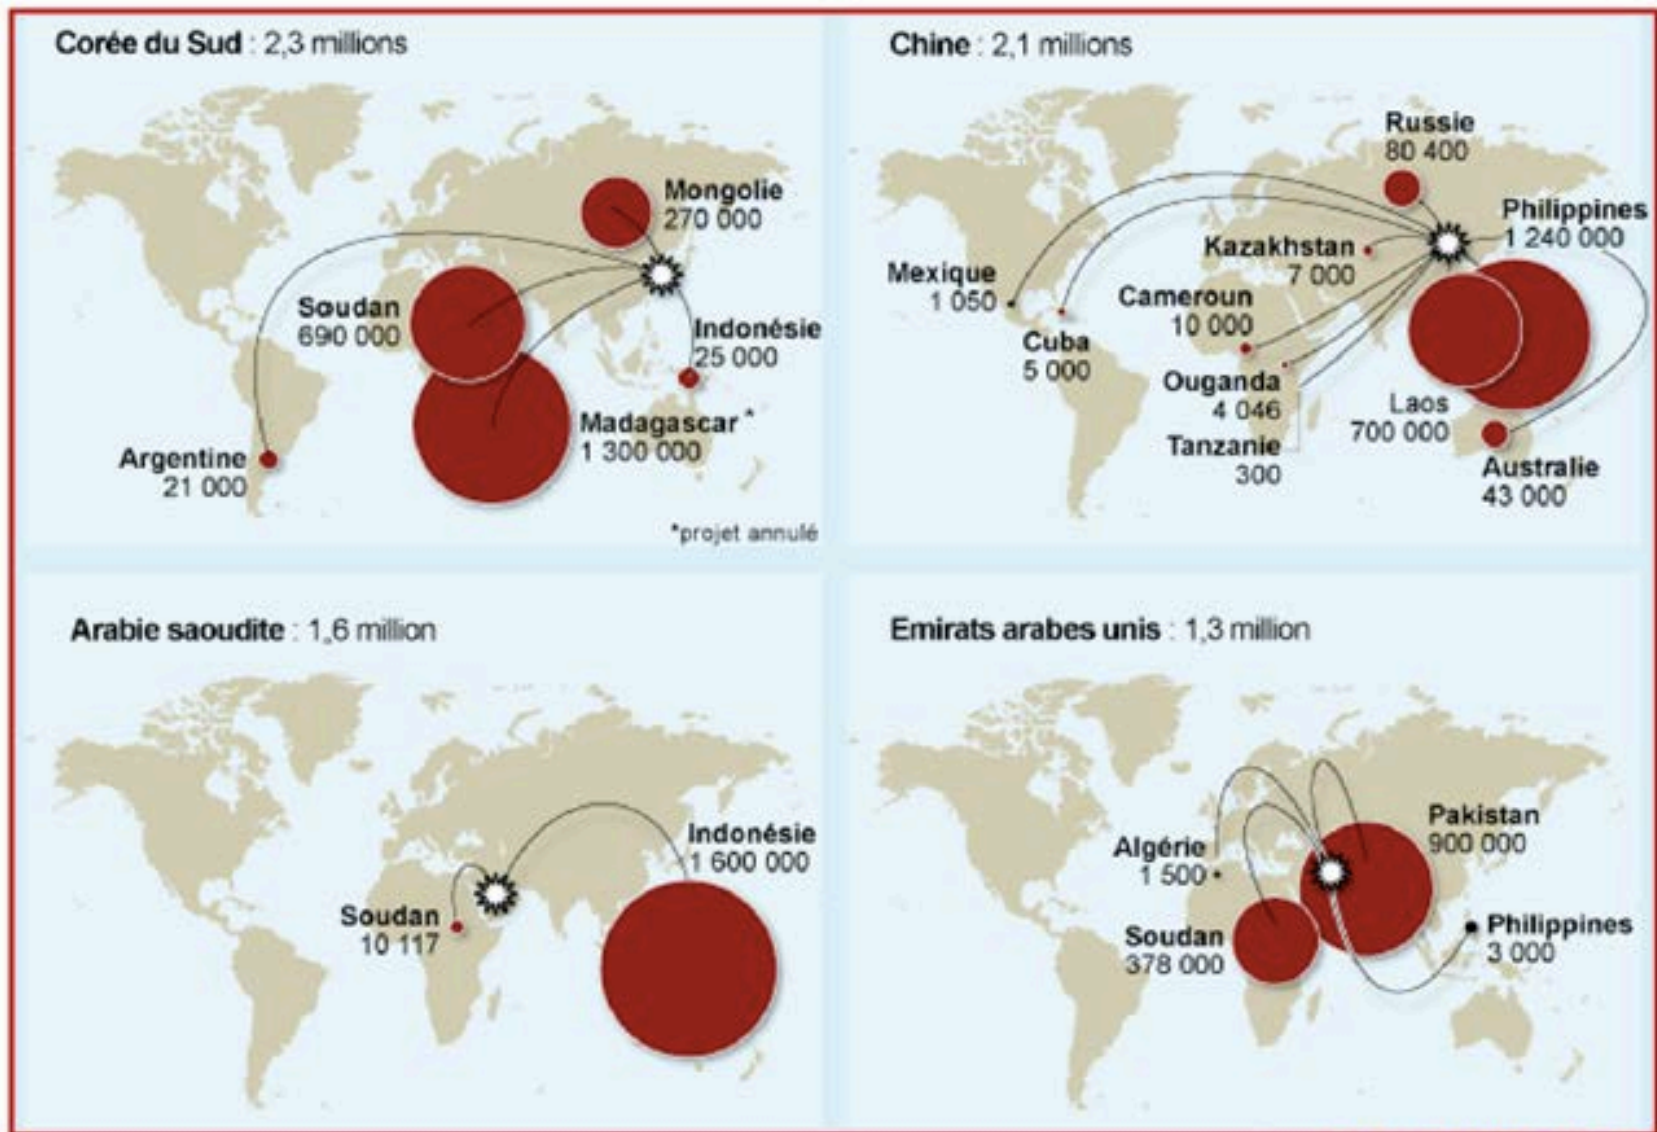 Corée du Sud : 2,3 millions
Mongolie
270 000
Soudan
690 000
Indonésie
25 000
Madagascar *
1 300 000
Argentine
21 000
*projet annulé
Chine : 2,1 millions
Russie
80 400
Philippines
1 240 000
Kazakhstan
7 000
Mexique
1 050
Cameroun
10 000
Cuba
5 000
Ouganda
4 046
Laos
700 000
Tanzanie
300
Australie
43 000
Arabie saoudite : 1,6 million
Indonésie
1 600 000
Soudan
10 117
Emirats arabes unis : 1,3 million
Pakistan
900 000
Algérie
1 500
Soudan
378 000
Philippines
3 000